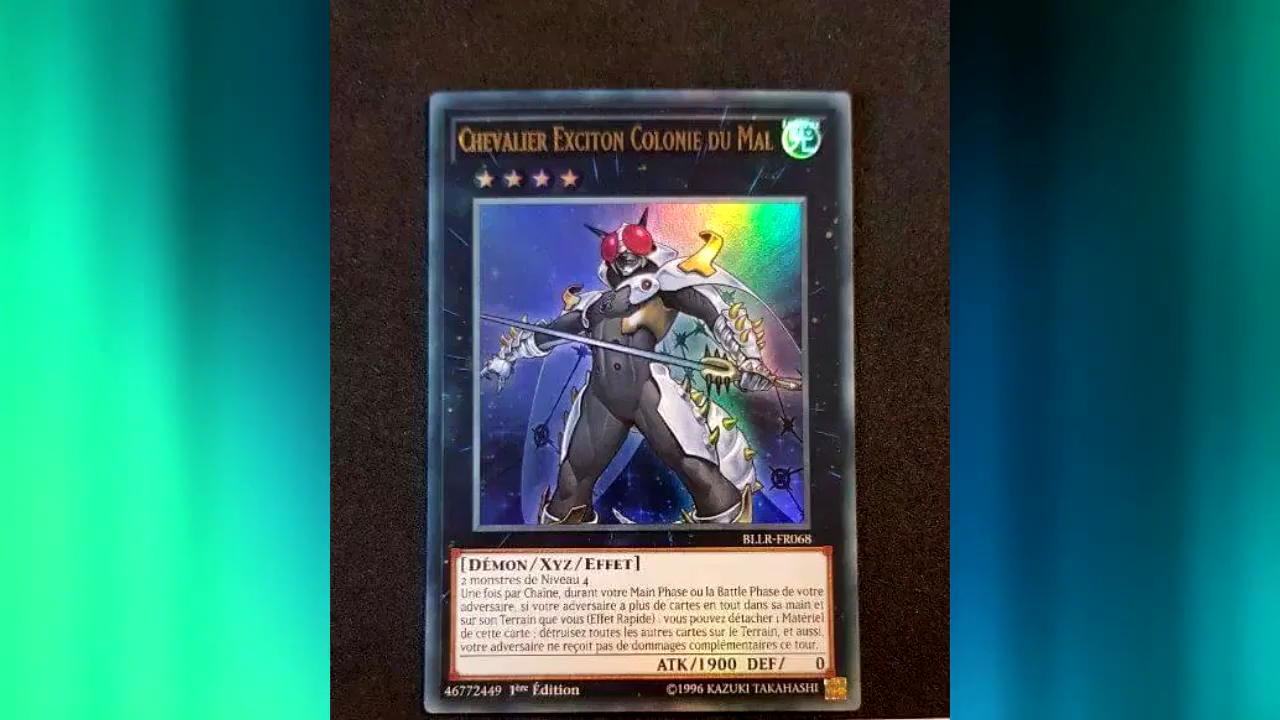 CHEVALIER EXCITON COLONIE DU MAL
光
BLLR-FR068
[DÉMON/XYZ/EFFET]
2 monstres de Niveau 4
Une fois par Chaîne, durant votre Main Phase ou la Battle Phase de votre
adversaire, si votre adversaire a plus de cartes en tout dans sa main et
sur son Terrain que vous (Effet Rapide) : vous pouvez détacher 1 Matériel
de cette carte ; détruisez toutes les autres cartes sur le Terrain, et aussi,
votre adversaire ne reçoit pas de dommages complémentaires ce tour.
ATK/1900 DEF/ 0
46772449 1ère Édition ©1996 KAZUKI TAKAHASHI